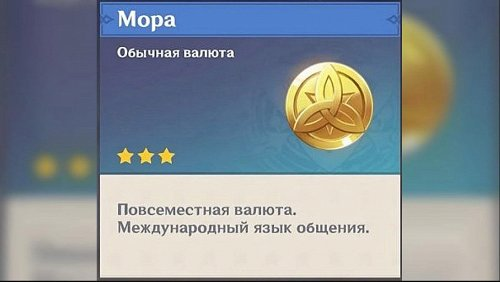 Мора
Обычная валюта
Повсеместная валюта.
Международный язык общения.